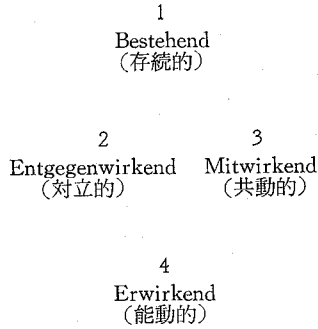 1
Bestehend
（存続的）
2 3
Entgegenwirkend Mitwirkend
（対立的） （共動的）
4
Erwirkend
（能動的）